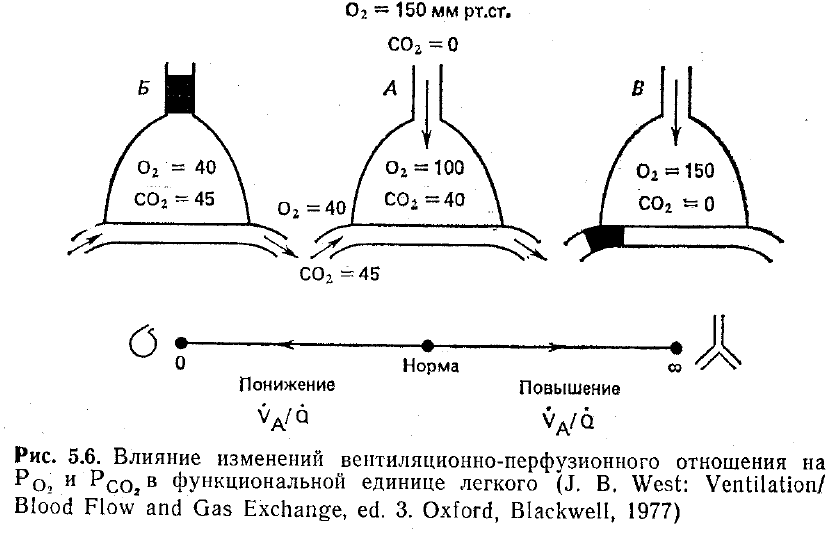 O₂ = 150 мм рт.ст.
CO₂ = 0
Б
А
В
O₂ = 40
CO₂ = 45
O₂ = 100
CO₂ = 40
O₂ = 150
CO₂ = 0
O₂ = 40
CO₂ = 45
0
Норма
∞
Понижение
V̇A/Q̇
Повышение
V̇A/Q̇
Рис. 5.6. Влияние изменений вентиляционно-перфузионного отношения на
PO₂ и PCO₂ в функциональной единице легкого (J. B. West: Ventilation/
Blood Flow and Gas Exchange, ed. 3. Oxford, Blackwell, 1977)